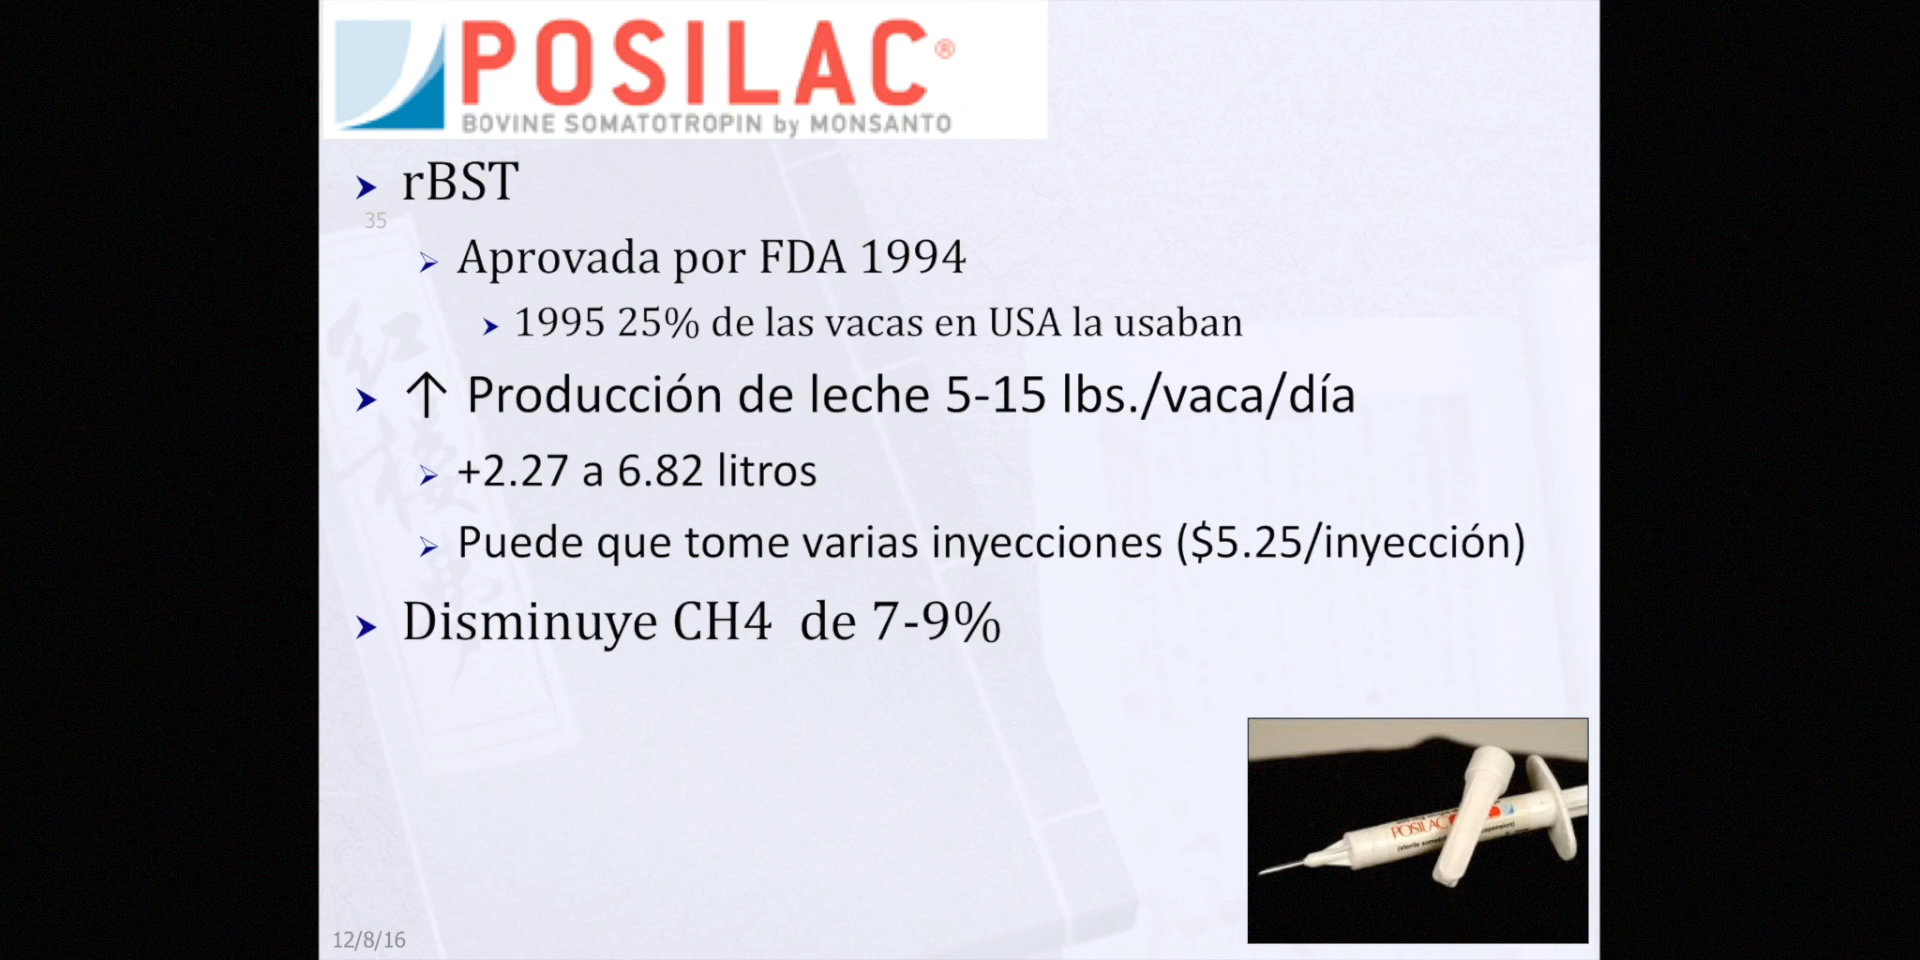 POSILAC®
BOVINE SOMATOTROPIN by MONSANTO
rBST
35
Aprovada por FDA 1994
1995 25% de las vacas en USA la usaban
↑ Producción de leche 5-15 lbs./vaca/día
+2.27 a 6.82 litros
Puede que tome varias inyecciones ($5.25/inyección)
Disminuye CH4 de 7-9%
POSILAC
12/8/16